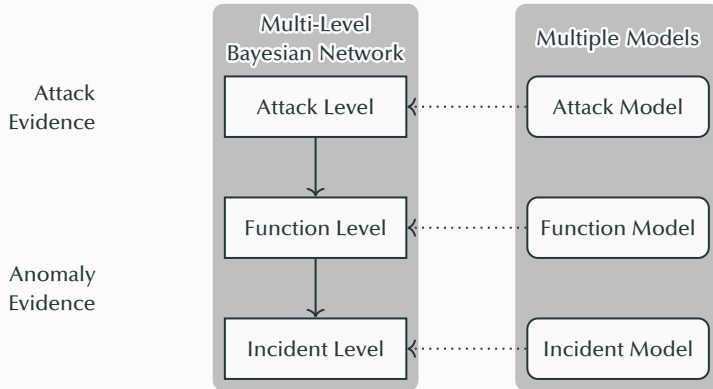 Multi-Level
Bayesian Network
Multiple Models
Attack
Evidence
Attack Level
Attack Model
Function Level
Function Model
Anomaly
Evidence
Incident Level
Incident Model